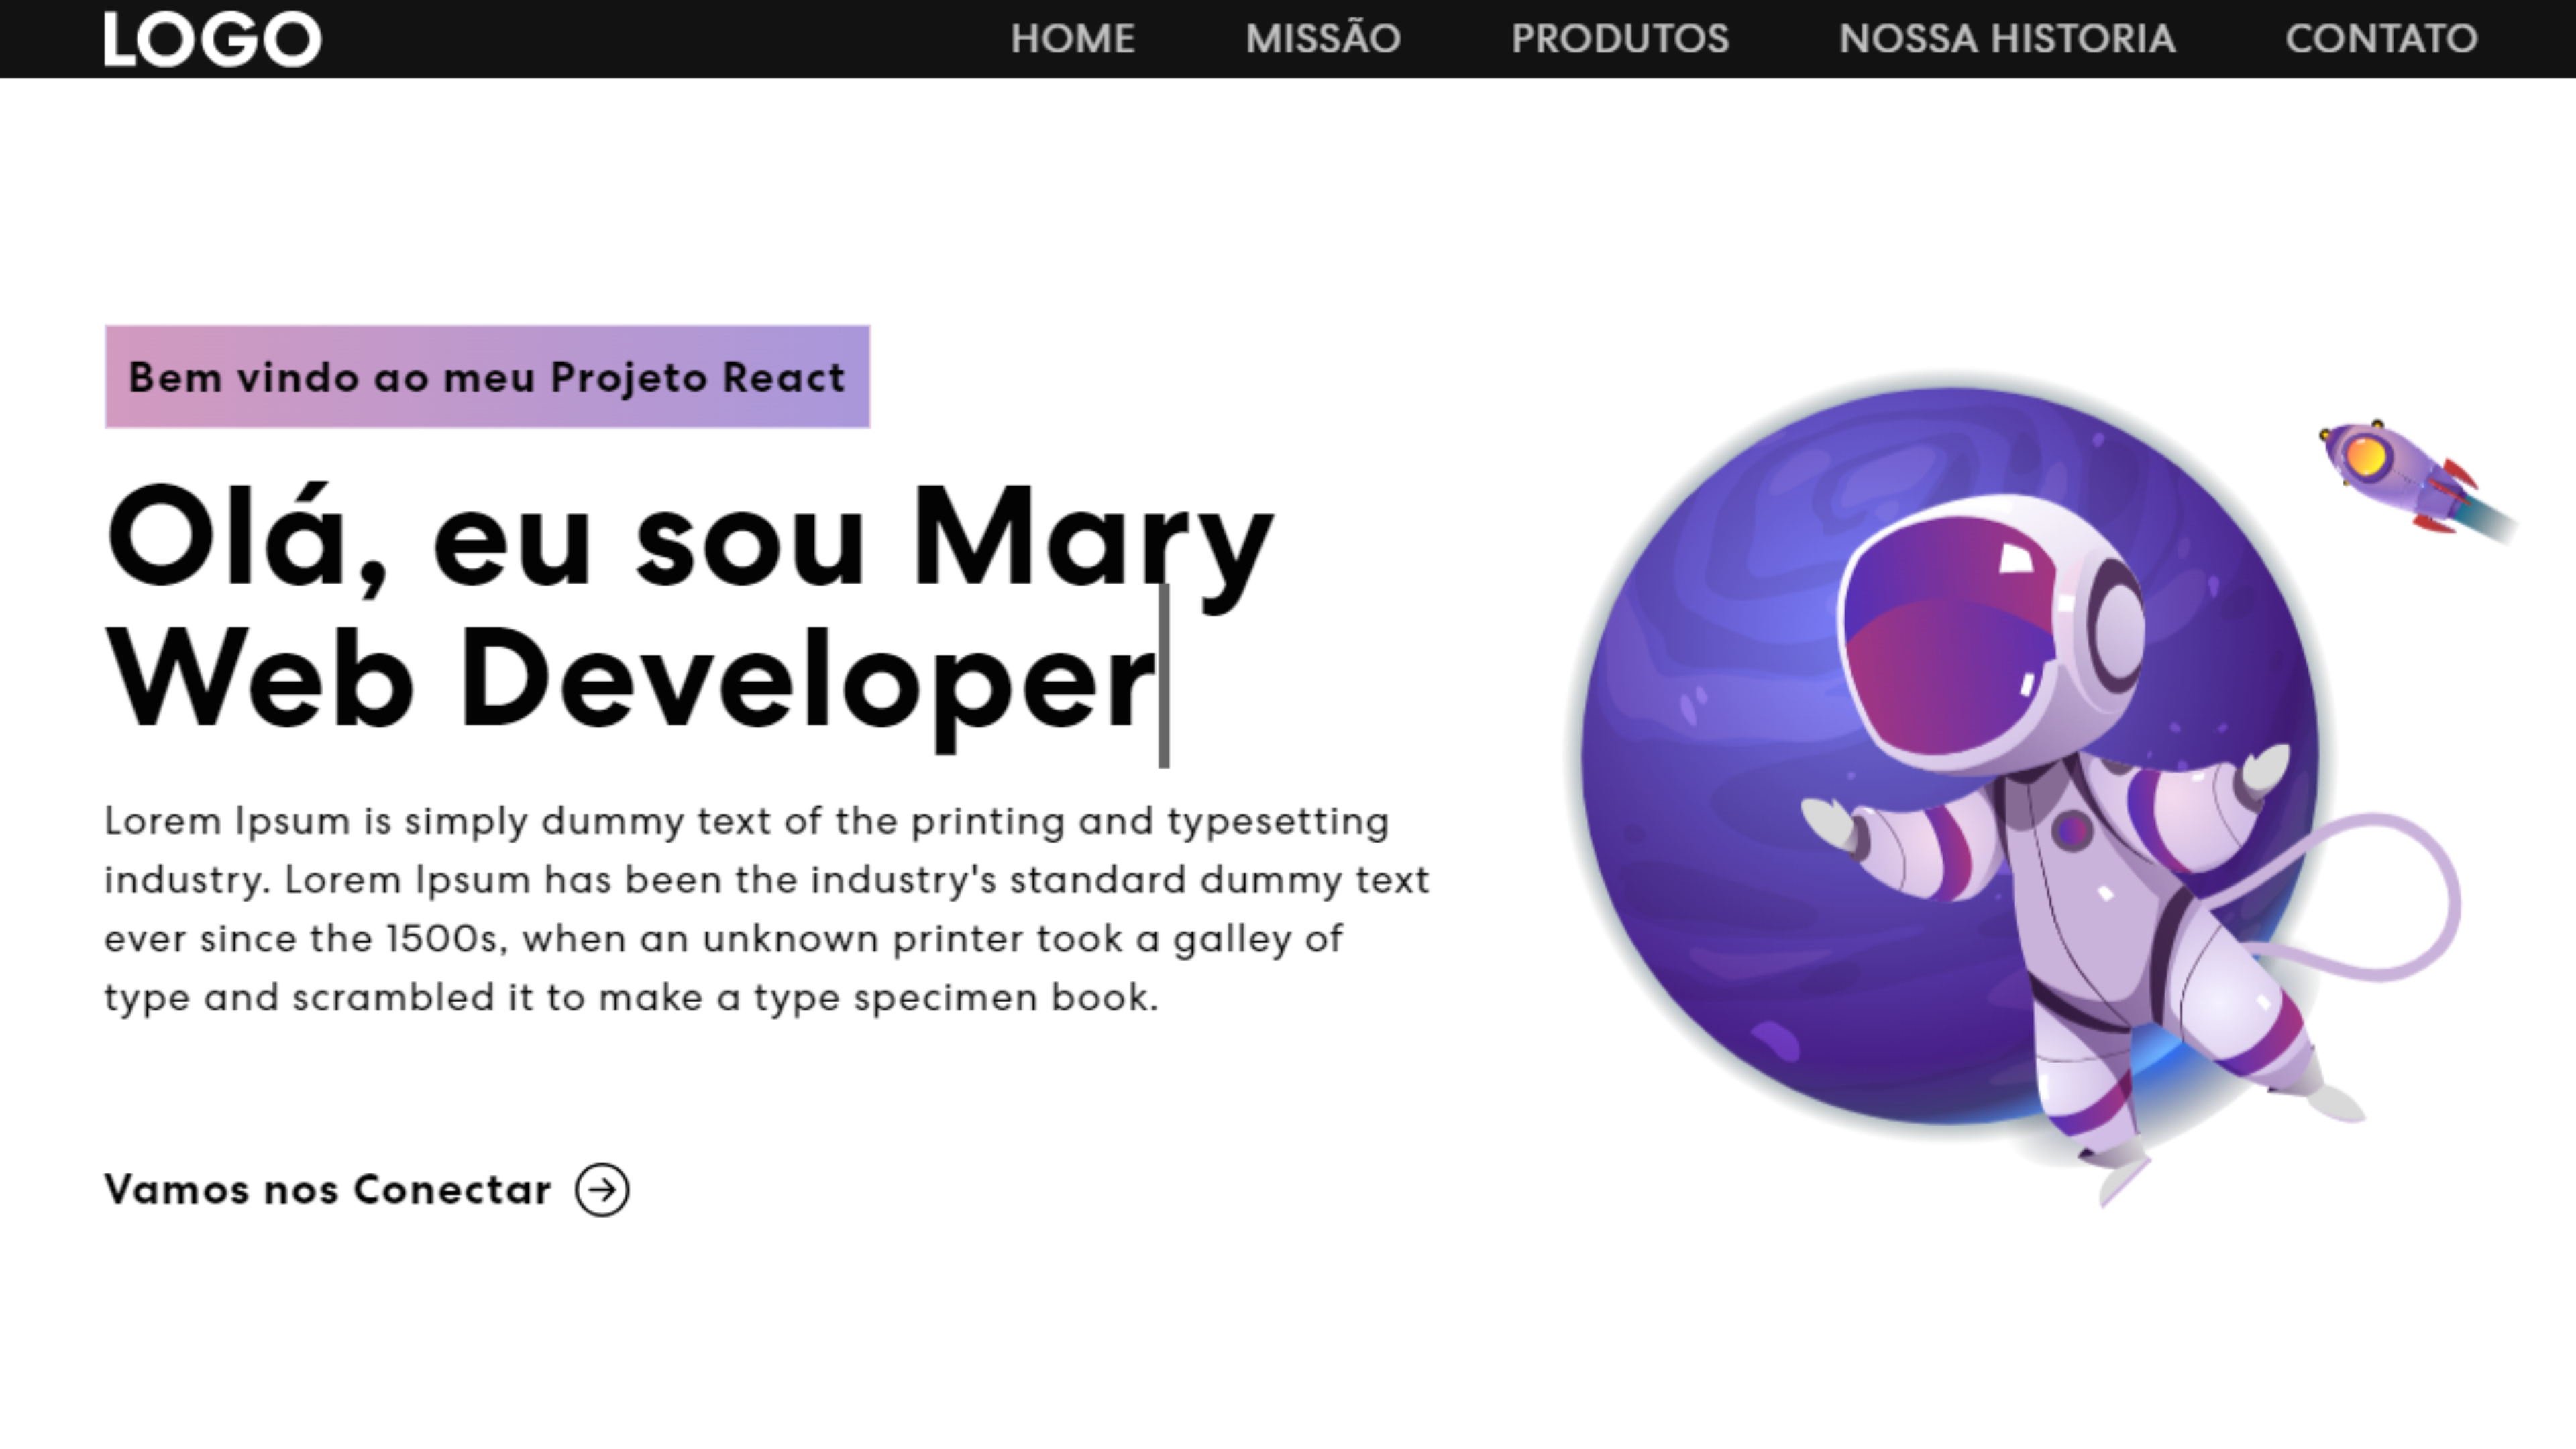 LOGO
HOME MISSÃO PRODUTOS NOSSA HISTORIA CONTATO
Bem vindo ao meu Projeto React
Olá, eu sou Mary
Web Developer
Lorem Ipsum is simply dummy text of the printing and typesetting
industry. Lorem Ipsum has been the industry's standard dummy text
ever since the 1500s, when an unknown printer took a galley of
type and scrambled it to make a type specimen book.
Vamos nos Conectar